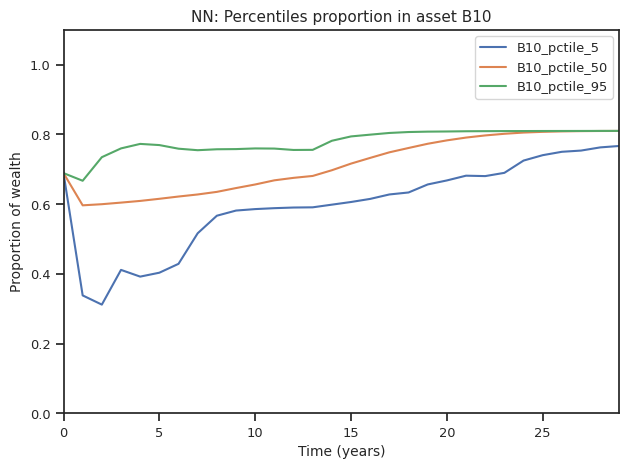 NN: Percentiles proportion in asset B10
B10_pctile_5
B10_pctile_50
B10_pctile_95
Proportion of wealth
1.0
0.8
0.6
0.4
0.2
0.0
0 5 10 15 20 25
Time (years)